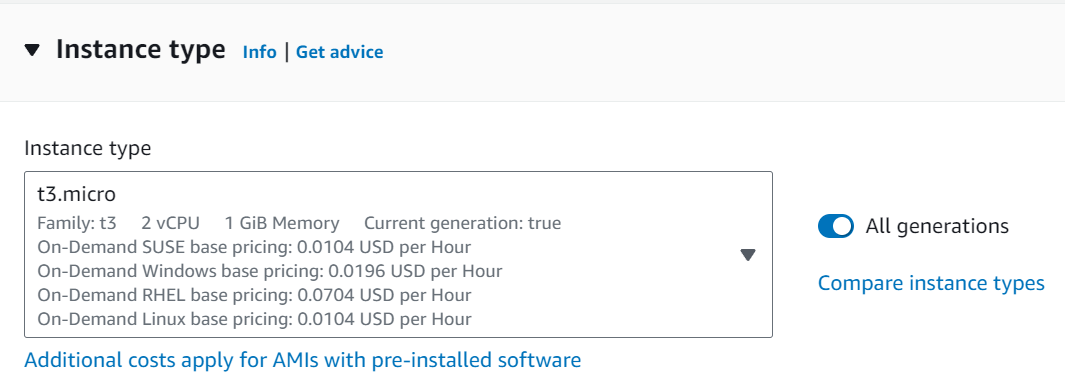 Instance type Info | Get advice
Instance type
t3.micro
Family: t3 2 vCPU 1 GiB Memory Current generation: true
On-Demand SUSE base pricing: 0.0104 USD per Hour
On-Demand Windows base pricing: 0.0196 USD per Hour
On-Demand RHEL base pricing: 0.0704 USD per Hour
On-Demand Linux base pricing: 0.0104 USD per Hour
All generations
Compare instance types
Additional costs apply for AMIs with pre-installed software